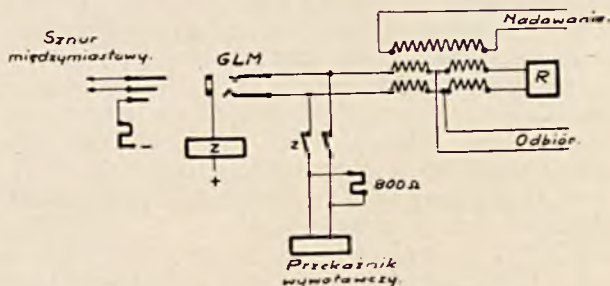 Nadawanie.
Sznur
międzymiastowy.
GLM
R
Z
z
Odbiór.
800Ω
Przekaźnik
wywoławczy.